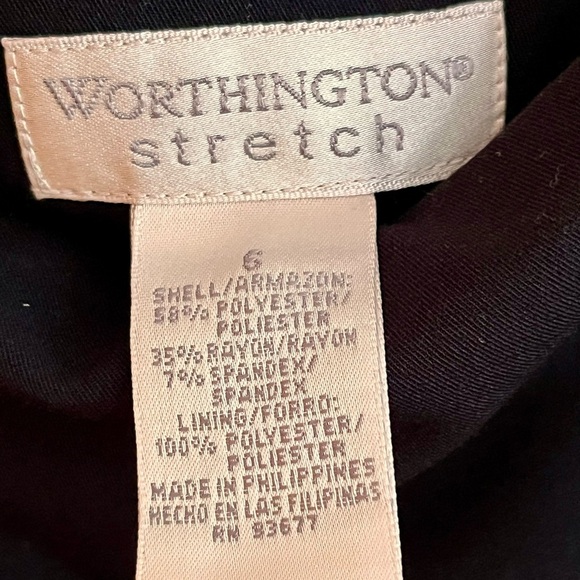 WORTHINGTON®
stretch
6
SHELL/ARMAZON:
58% POLYESTER/
POLIESTER
35% RAYON/RAYON
7% SPANDEX/
SPANDEX
LINING/FORRO:
100% POLYESTER/
POLIESTER
MADE IN PHILIPPINES
HECHO EN LAS FILIPINAS
RN 93677